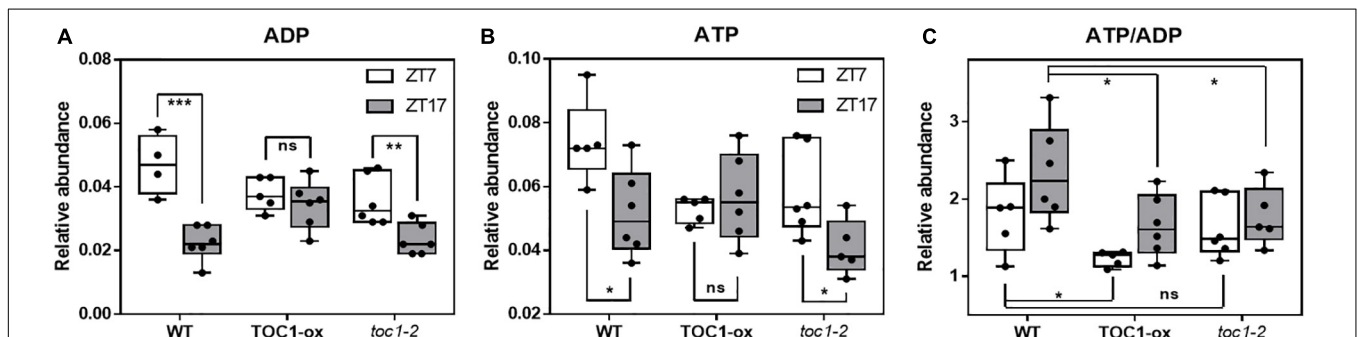 A ADP
0.08
0.06
0.04
0.02
0.00
Relative abundance
ZT7
ZT17
***
ns
**
WT TOC1-ox toc1-2
B ATP
0.10
0.08
0.06
0.04
0.02
Relative abundance
ZT7
ZT17
*
ns
*
WT TOC1-ox toc1-2
C ATP/ADP
3
2
1
Relative abundance
* *
* ns
WT TOC1-ox toc1-2